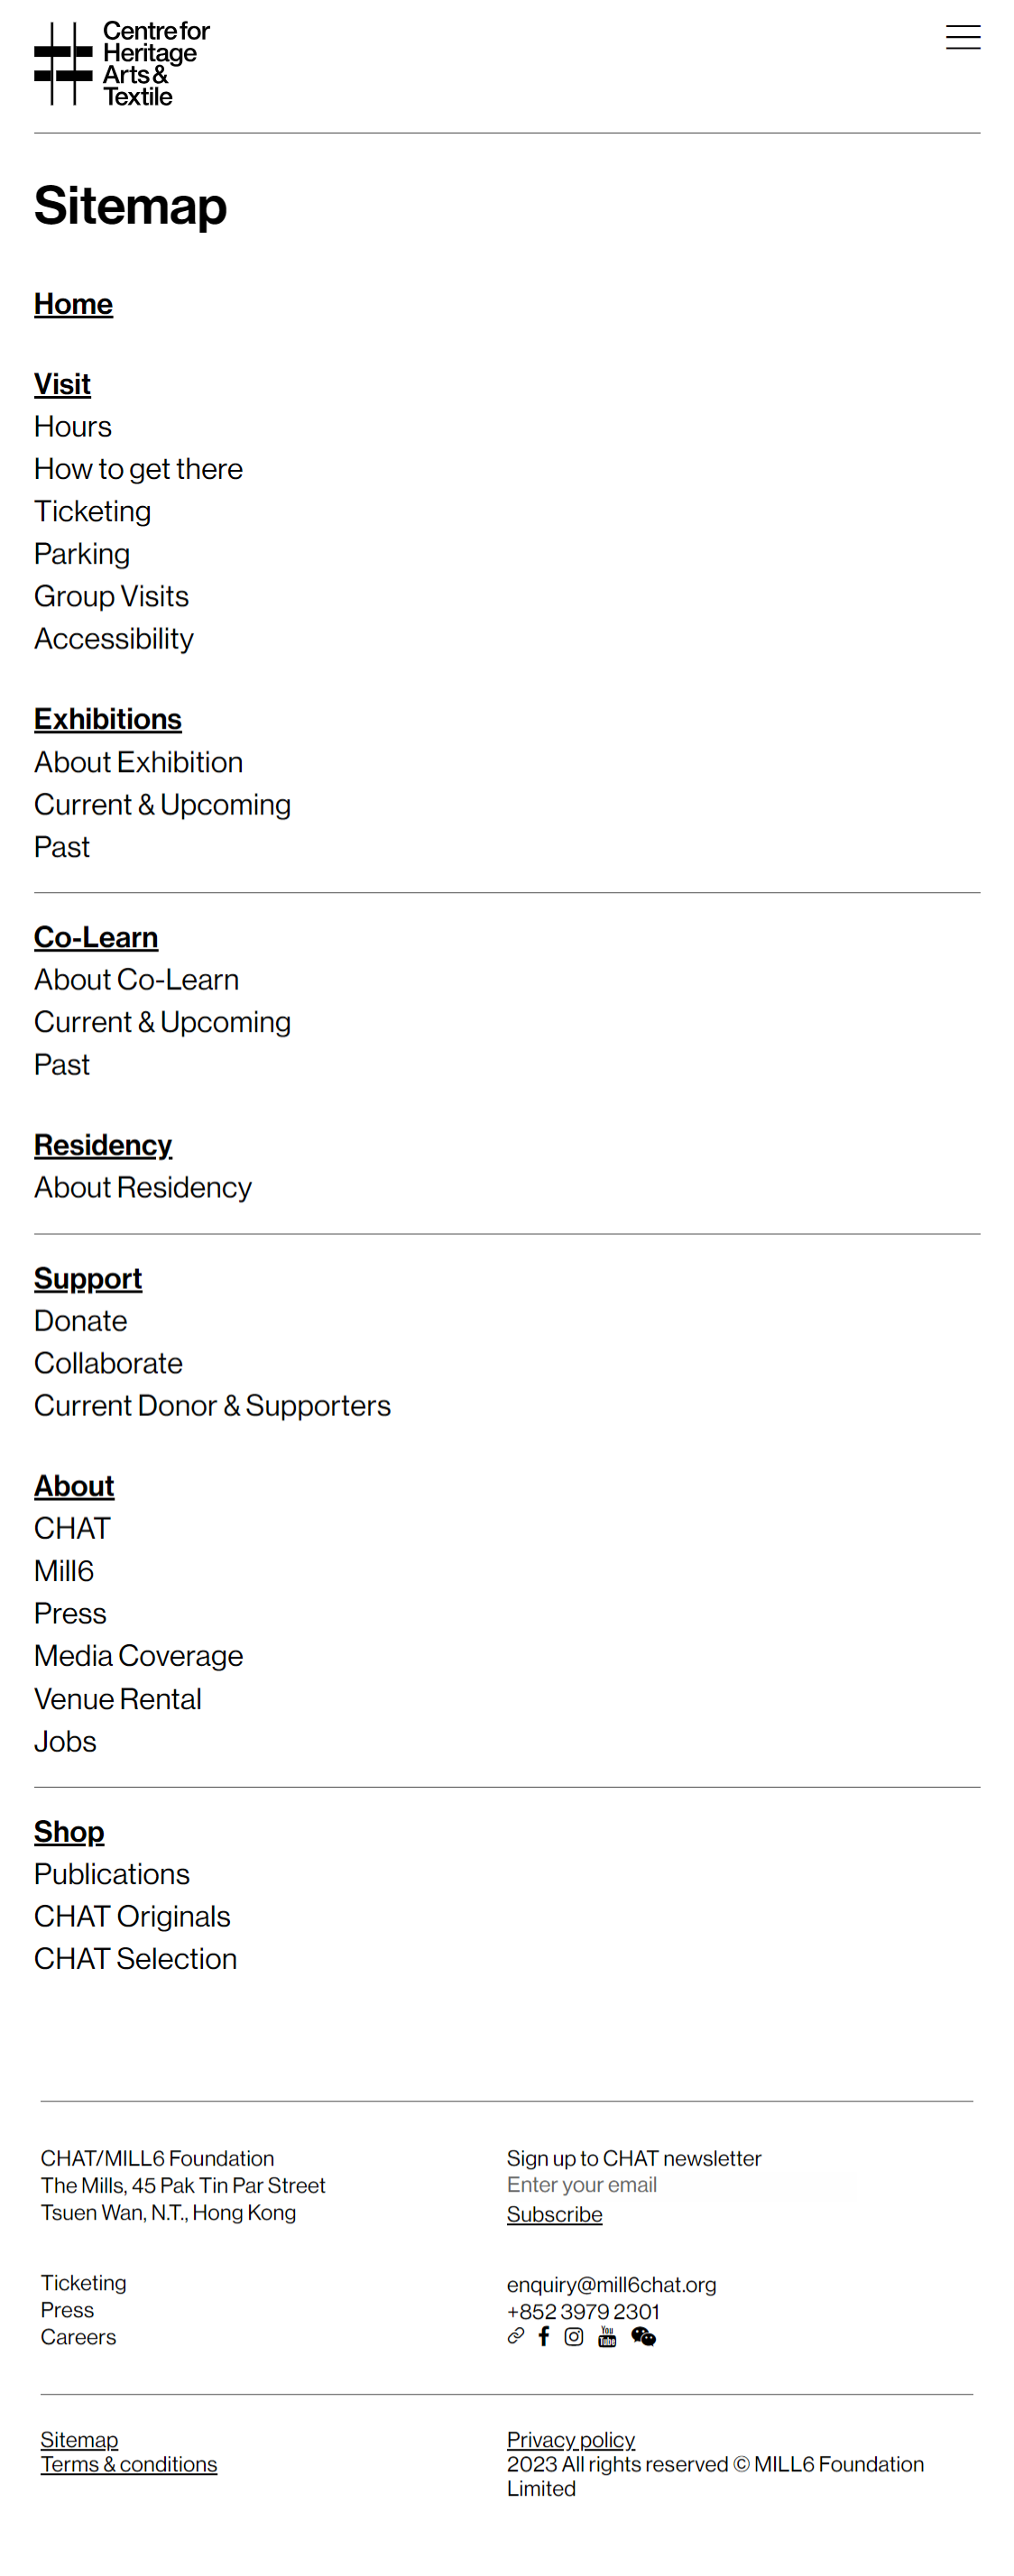 Centre for
Heritage
Arts &
Textile
Sitemap
Home
Visit
Hours
How to get there
Ticketing
Parking
Group Visits
Accessibility
Exhibitions
About Exhibition
Current & Upcoming
Past
Co-Learn
About Co-Learn
Current & Upcoming
Past
Residency
About Residency
Support
Donate
Collaborate
Current Donor & Supporters
About
CHAT
Mill6
Press
Media Coverage
Venue Rental
Jobs
Shop
Publications
CHAT Originals
CHAT Selection
CHAT/MILL6 Foundation
The Mills, 45 Pak Tin Par Street
Tsuen Wan, N.T., Hong Kong
Sign up to CHAT newsletter
Enter your email
Subscribe
Ticketing
Press
Careers
enquiry@mill6chat.org
+852 3979 2301
You
Tube
Sitemap
Terms & conditions
Privacy policy
2023 All rights reserved © MILL6 Foundation
Limited